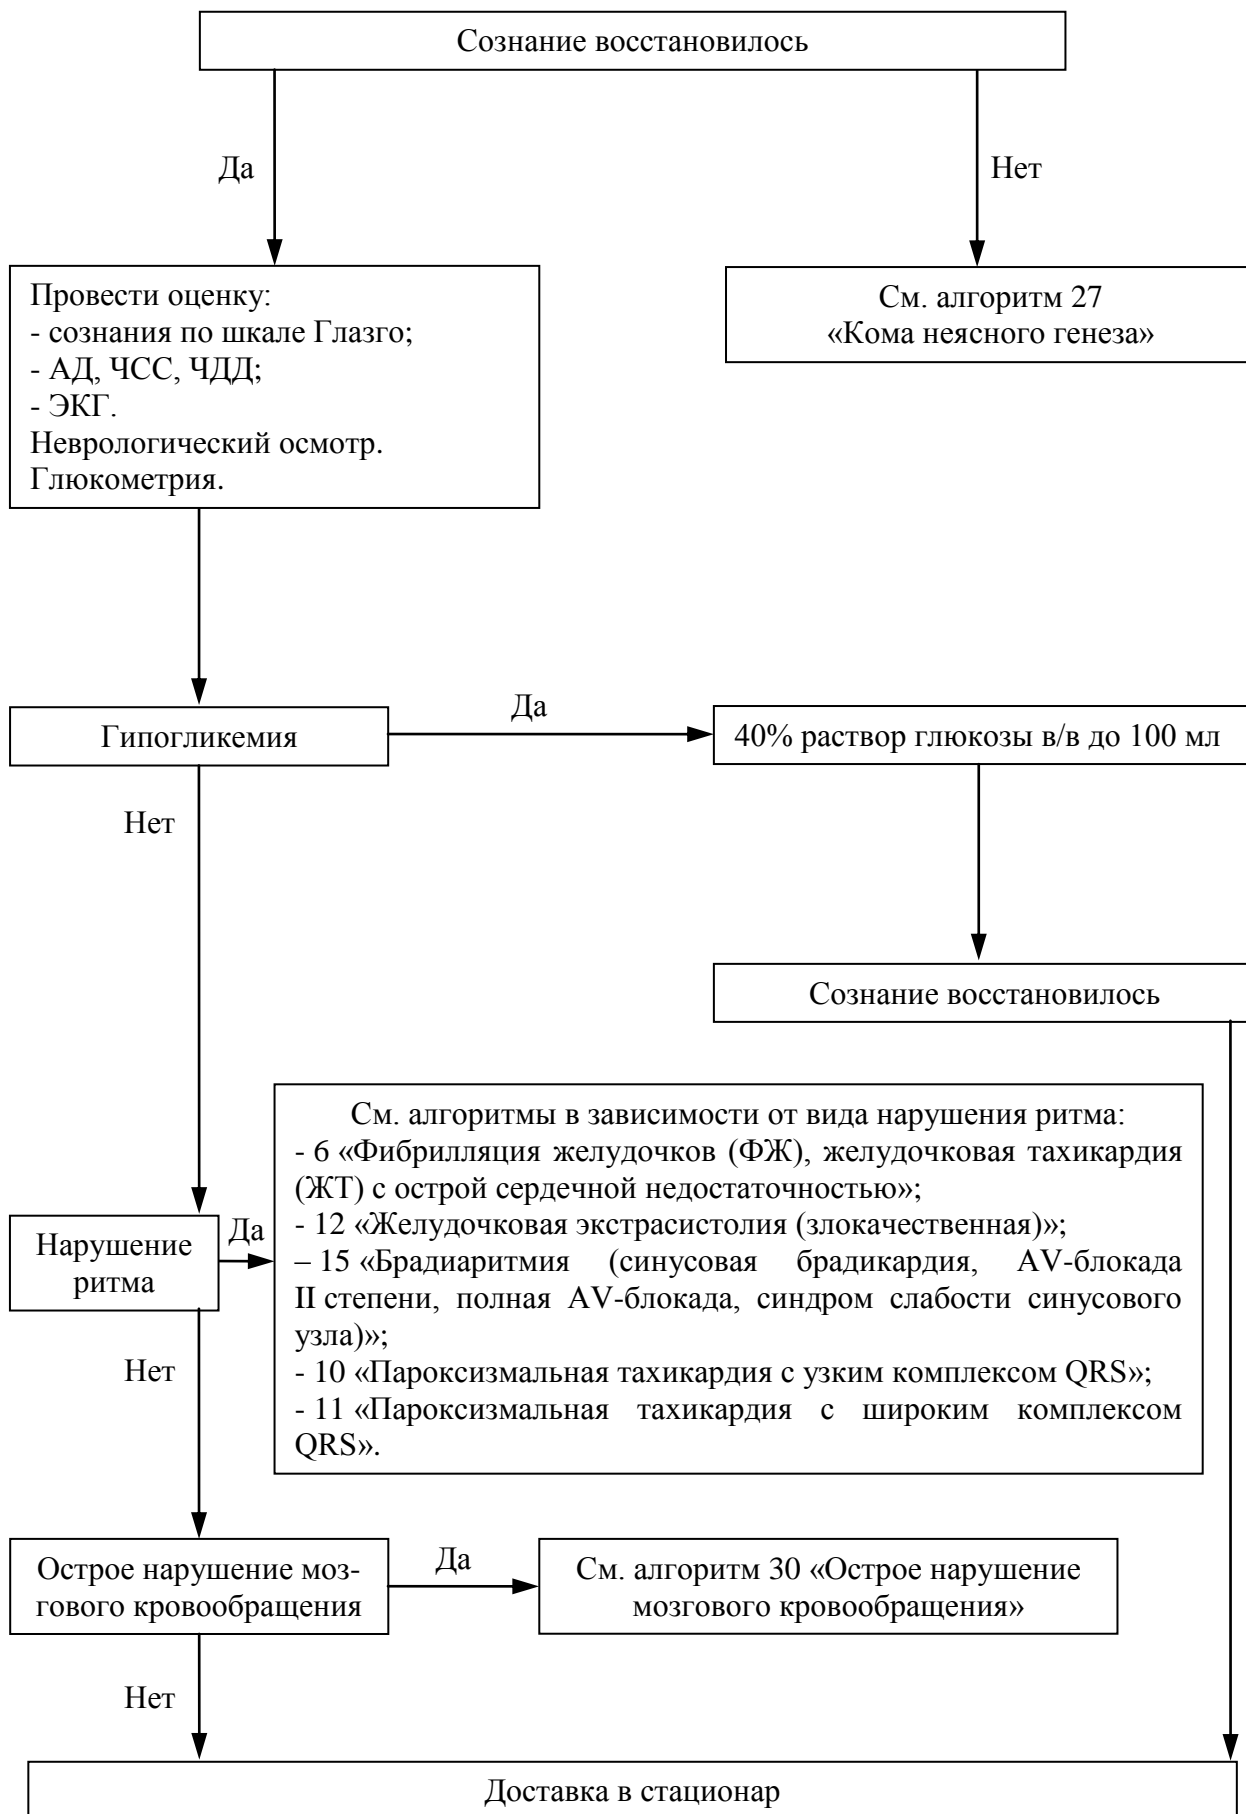 Сознание восстановилось
Да
Нет
Провести оценку:
- сознания по шкале Глазго;
- АД, ЧСС, ЧДД;
- ЭКГ.
Неврологический осмотр.
Глюкометрия.
См. алгоритм 27
«Кома неясного генеза»
Гипогликемия
Да
40% раствор глюкозы в/в до 100 мл
Нет
Сознание восстановилось
См. алгоритмы в зависимости от вида нарушения ритма:
- 6 «Фибрилляция желудочков (ФЖ), желудочковая тахикардия
(ЖТ) с острой сердечной недостаточностью»;
- 12 «Желудочковая экстрасистолия (злокачественная)»;
– 15 «Брадиаритмия (синусовая брадикардия, AV-блокада
II степени, полная AV-блокада, синдром слабости синусового
узла)»;
- 10 «Пароксизмальная тахикардия с узким комплексом QRS»;
- 11 «Пароксизмальная тахикардия с широким комплексом
QRS».
Нарушение
ритма
Да
Нет
Острое нарушение моз-
гового кровообращения
Да
См. алгоритм 30 «Острое нарушение
мозгового кровообращения»
Нет
Доставка в стационар